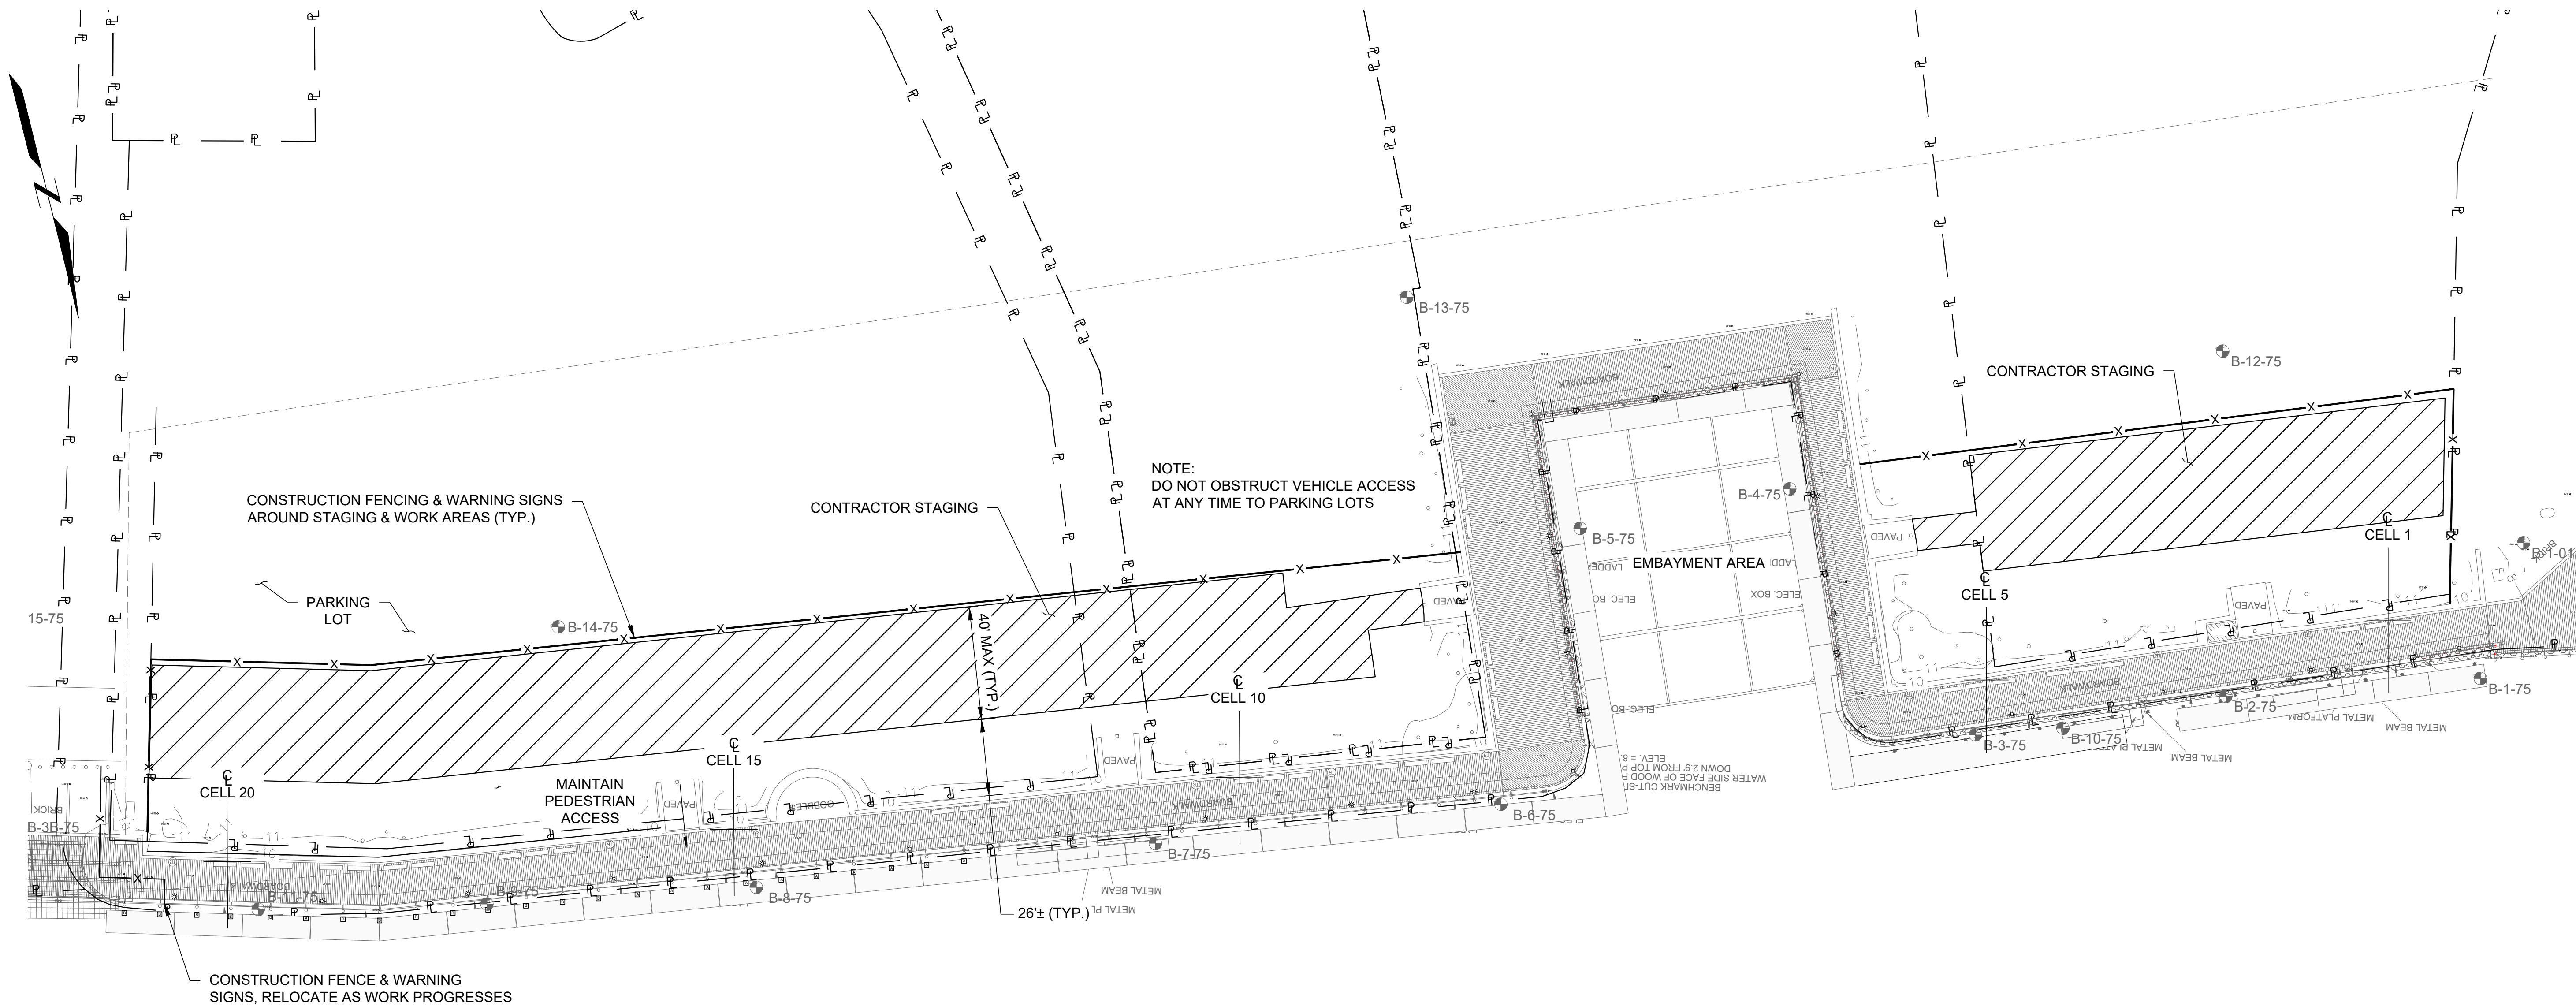 B-13-75
B-12-75
CONTRACTOR STAGING
BOARDWALK
NOTE:
DO NOT OBSTRUCT VEHICLE ACCESS
AT ANY TIME TO PARKING LOTS
CONSTRUCTION FENCING & WARNING SIGNS
AROUND STAGING & WORK AREAS (TYP.)
CONTRACTOR STAGING
B-4-75
B-5-75
EMBAYMENT AREA
ELEC. BOX
PAVED
CELL 1
BRICK
CELL 5
PARKING
LOT
15-75
B-14-75
PAVED
PAVED
40' MAX (TYP.)
CELL 10
CELL 15
CELL 20
BOARDWALK
B-1-75
B-2-75
B-10-75
B-3-75
METAL PLATFORM
METAL BEAM
METAL BEAM
PAVED
MAINTAIN
PEDESTRIAN
ACCESS
PAVED
COBBLES
BOARDWALK
B-6-75
BRICK
B-3B-75
B-7-75
BOARDWALK
B-11-75
B-9-75
B-8-75
METAL BEAM
26'± (TYP.)
CONSTRUCTION FENCE & WARNING
SIGNS, RELOCATE AS WORK PROGRESSES